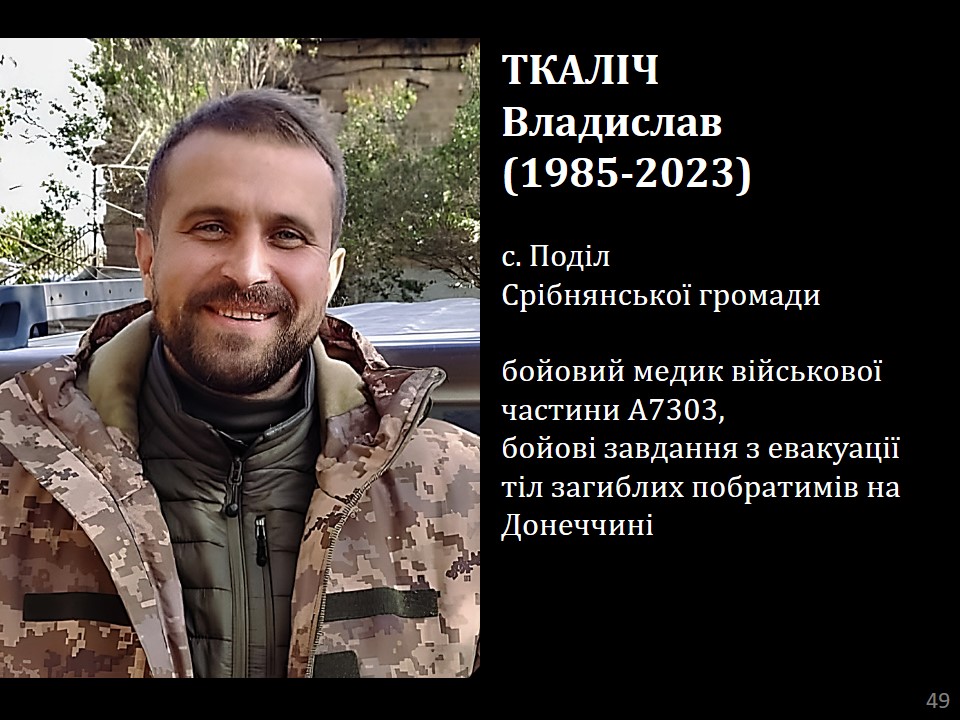 ТКАЛІЧ
Владислав
(1985-2023)
с. Поділ
Срібнянської громади
бойовий медик військової
частини А7303,
бойові завдання з евакуації
тіл загиблих побратимів на
Донеччині
49